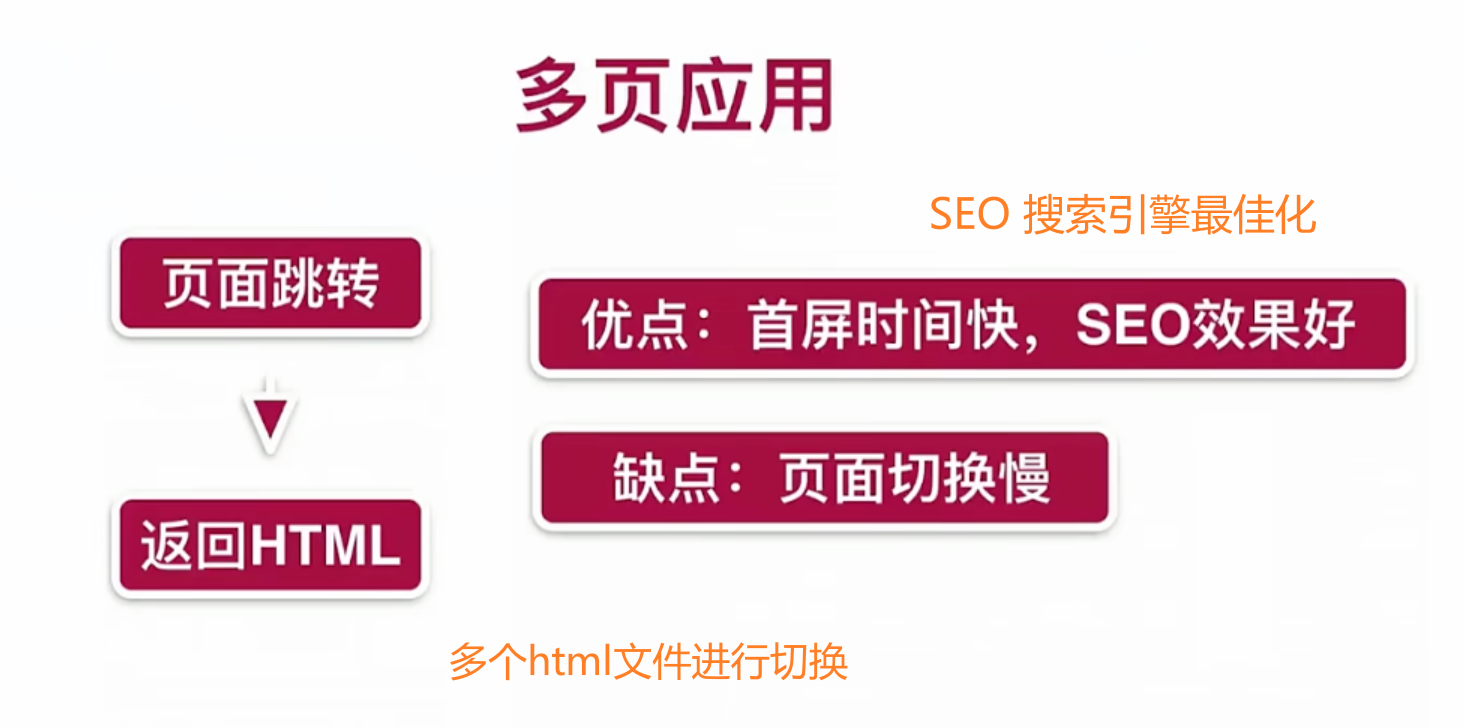 多页应用
SEO 搜索引擎最佳化
页面跳转
优点：首屏时间快，SEO效果好
缺点：页面切换慢
返回HTML
多个html文件进行切换